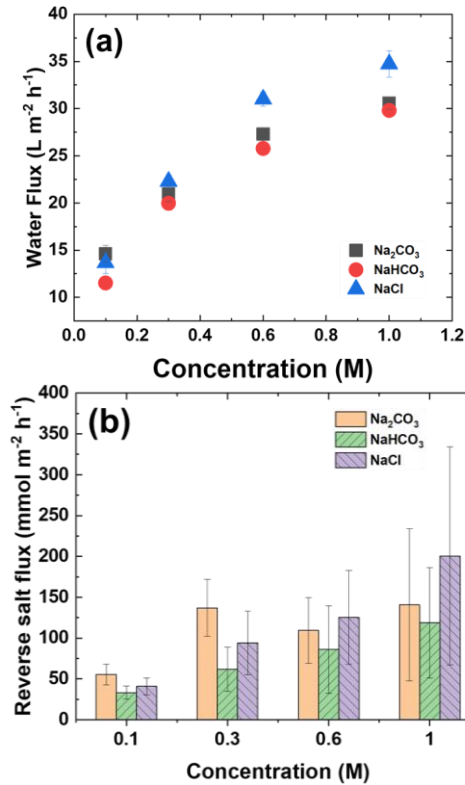 (a)
Water Flux (L m⁻² h⁻¹)
40
35
30
25
20
15
10
Na₂CO₃
NaHCO₃
NaCl
0.0 0.2 0.4 0.6 0.8 1.0 1.2
Concentration (M)
(b)
Reverse salt flux (mmol m⁻² h⁻¹)
400
350
300
250
200
150
100
50
0
Na₂CO₃
NaHCO₃
NaCl
0.1 0.3 0.6 1
Concentration (M)